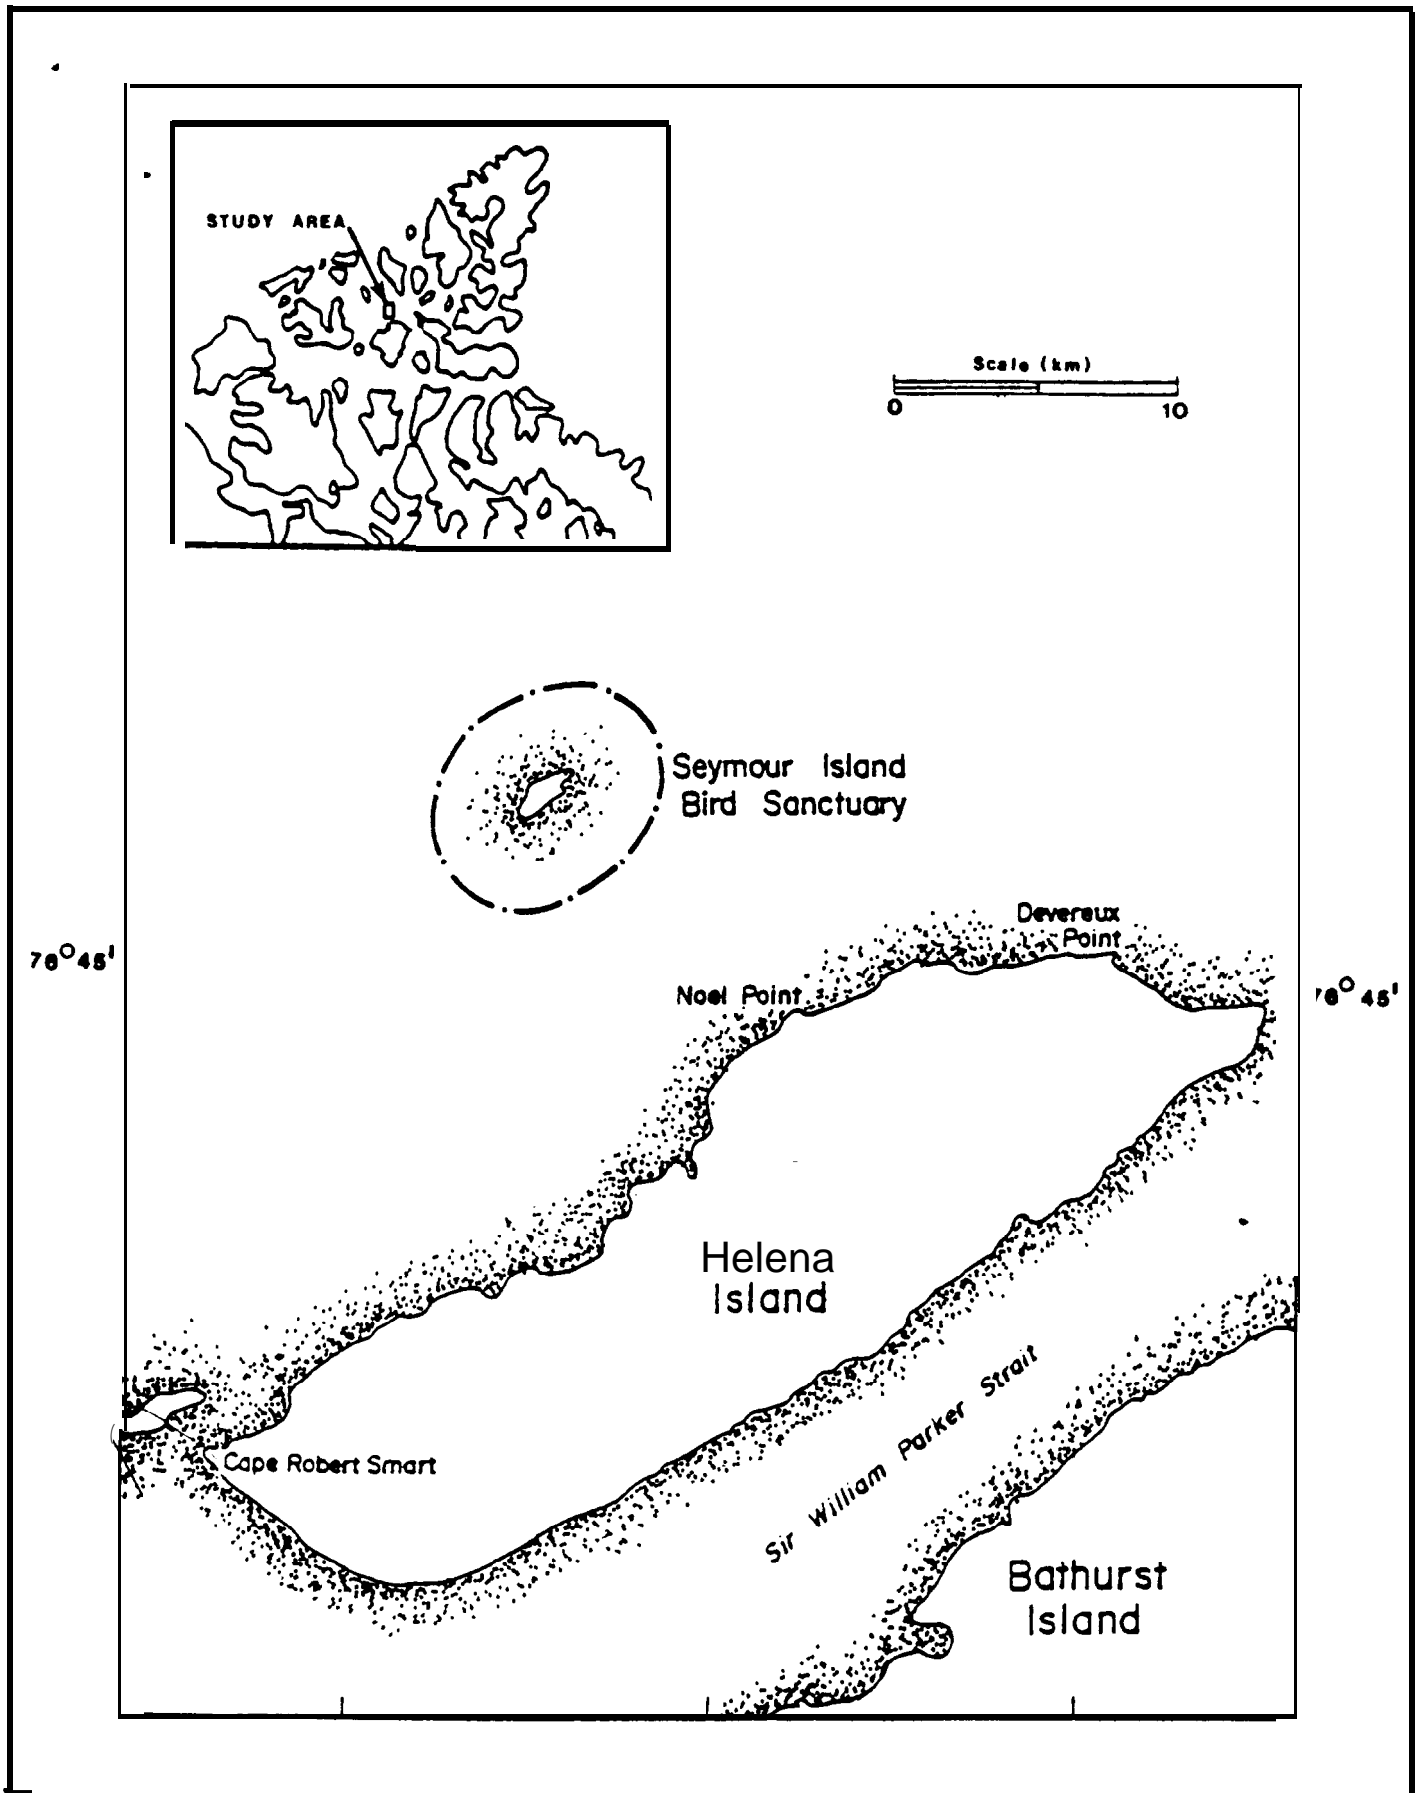 STUDY AREA
Scale (km)
0 10
Seymour Island
Bird Sanctuary
Devereux
Point
76°45'
Noel Point
76° 45'
Helena
Island
Sir William Parker Strait
Cape Robert Smart
Bathurst
Island